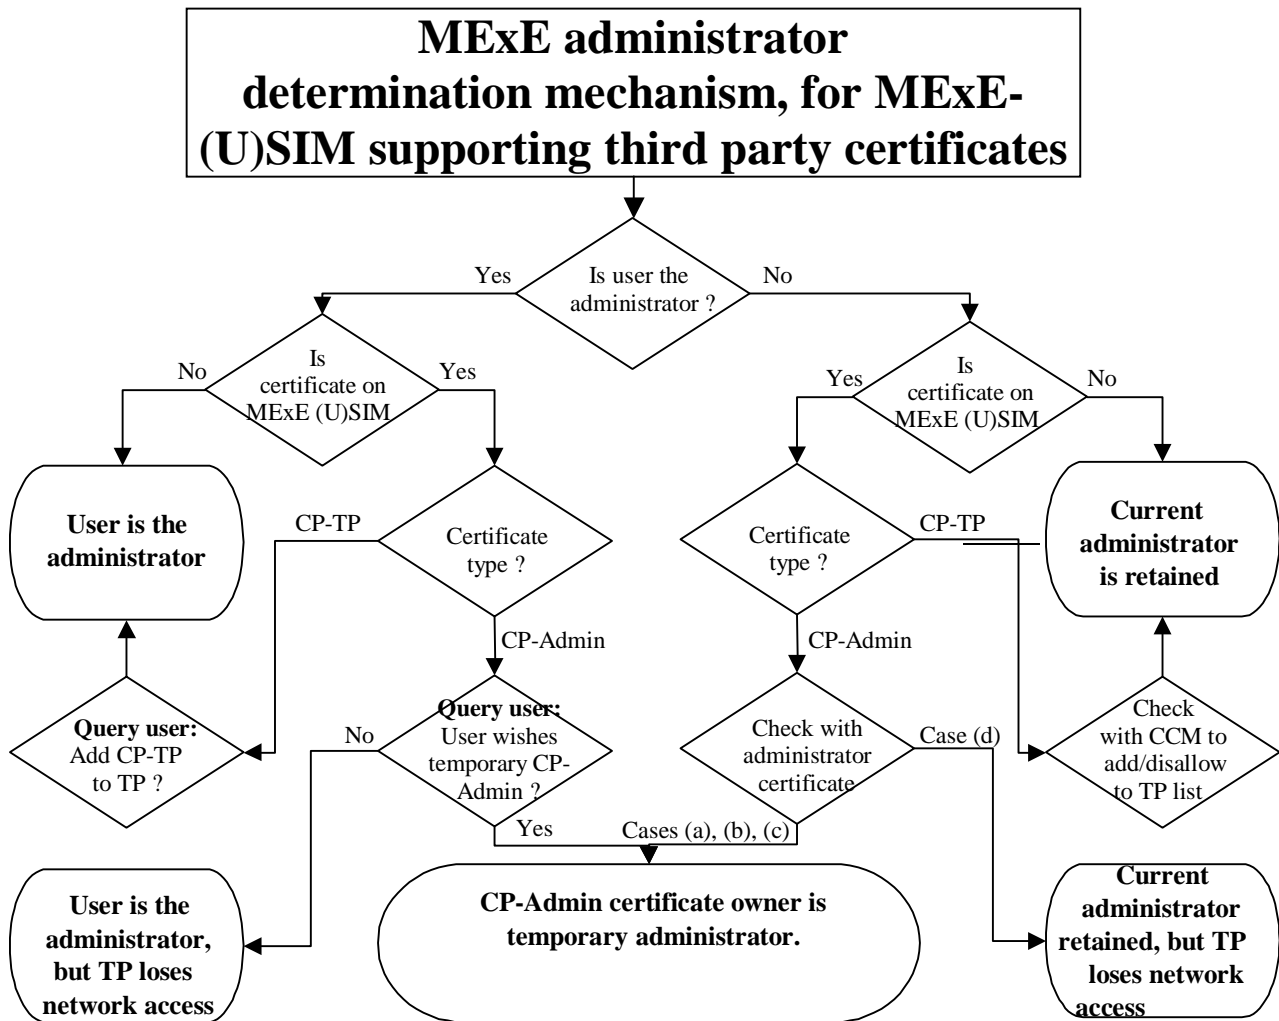 MExE administrator
determination mechanism, for MExE-
(U)SIM supporting third party certificates
Yes
Is user the
administrator ?
No
No
Is
certificate on
MExE (U)SIM
Yes
Yes
Is
certificate on
MExE (U)SIM
No
User is the
administrator
CP-TP
Certificate
type ?
Certificate
type ?
CP-TP
Current
administrator
is retained
CP-Admin
CP-Admin
Query user:
Add CP-TP
to TP ?
No
Query user:
User wishes
temporary CP-
Admin ?
Check with
administrator
certificate
Case (d)
Check
with CCM to
add/disallow
to TP list
Yes
Cases (a), (b), (c)
User is the
administrator,
but TP loses
network access
CP-Admin certificate owner is
temporary administrator.
Current
administrator
retained, but TP
loses network
access